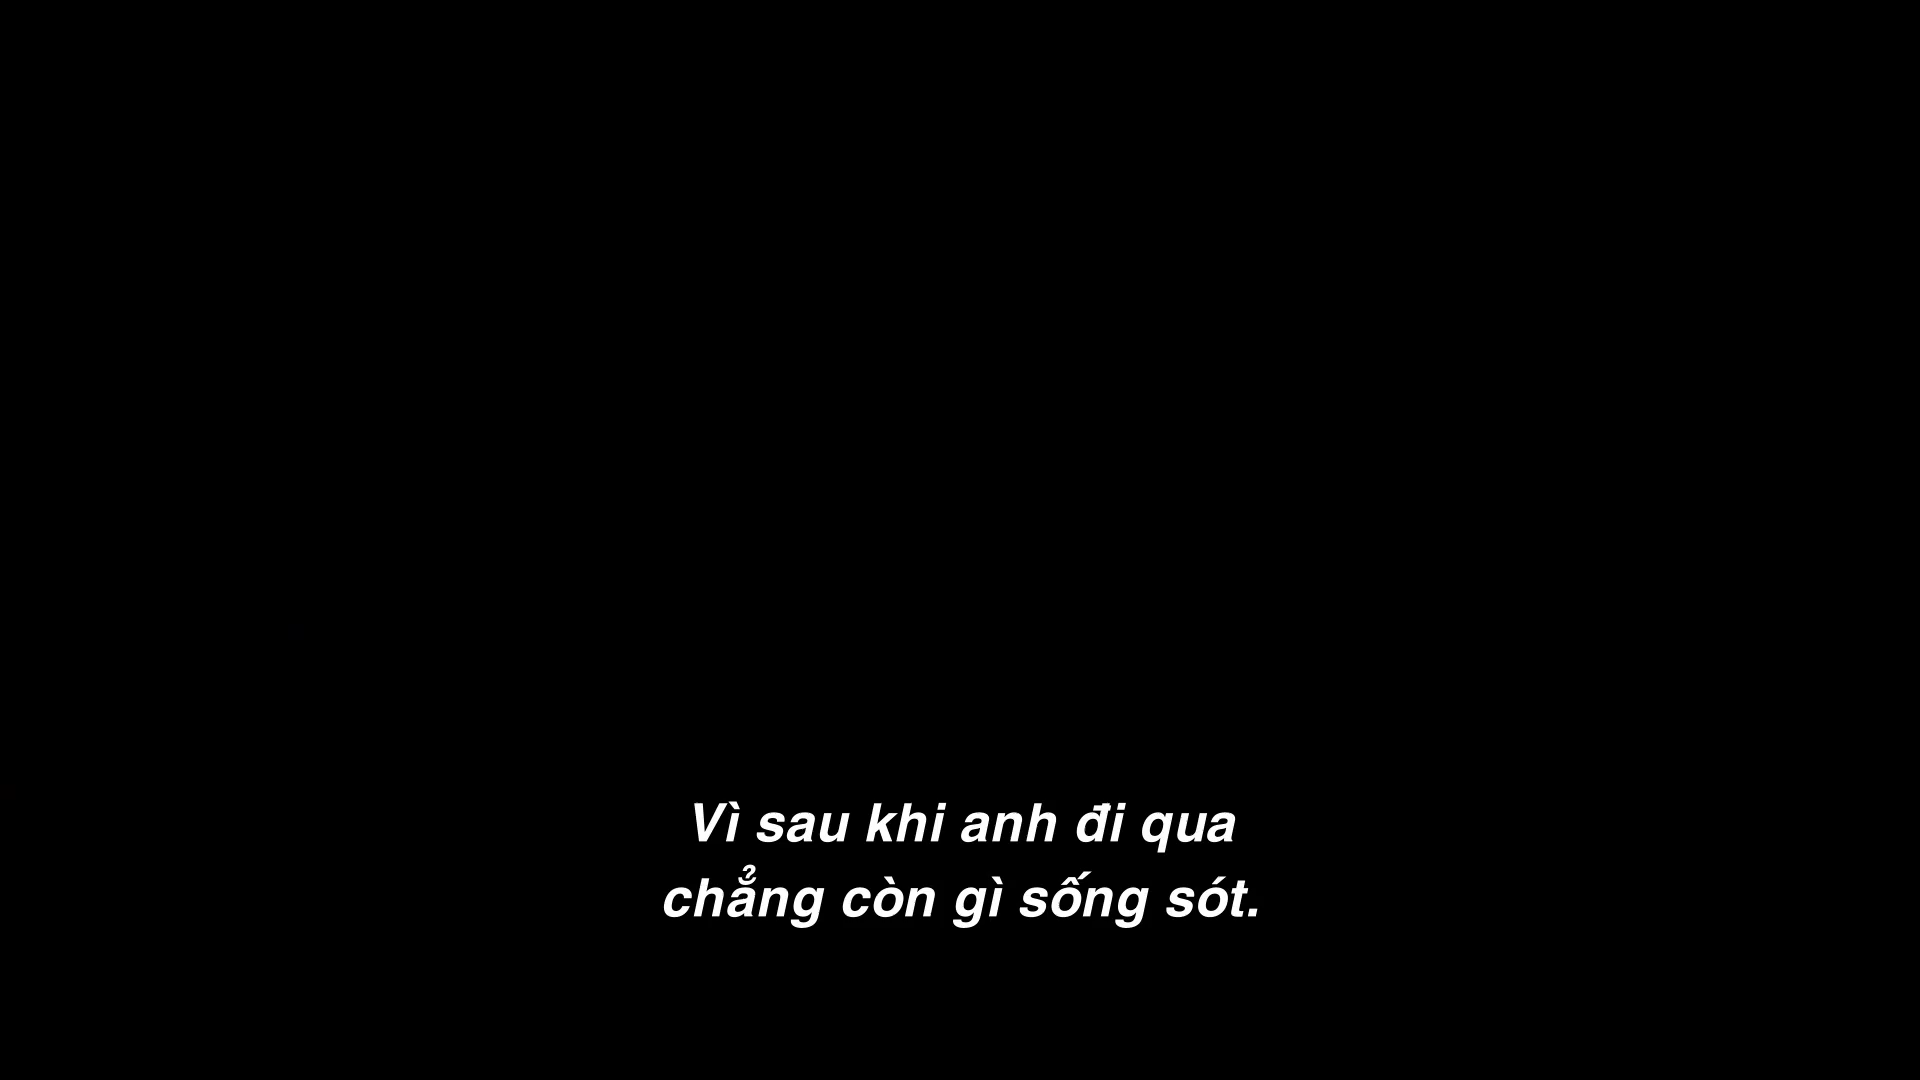 Vì sau khi anh đi qua
chẳng còn gì sống sót.